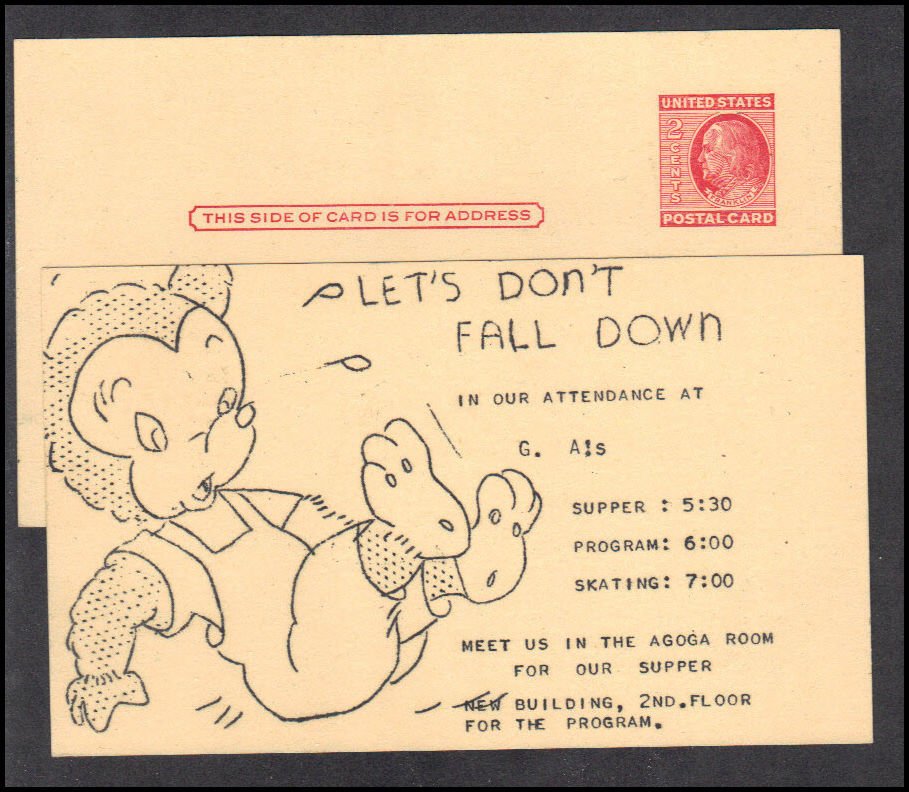 UNITED STATES
2 CENTS
FRANKLIN
POSTAL CARD
THIS SIDE OF CARD IS FOR ADDRESS
LET'S DON'T
FALL DOWN
IN OUR ATTENDANCE AT
G. A!s
SUPPER : 5:30
PROGRAM: 6:00
SKATING: 7:00
MEET US IN THE AGOGA ROOM
FOR OUR SUPPER
NEW BUILDING, 2ND.FLOOR
FOR THE PROGRAM.